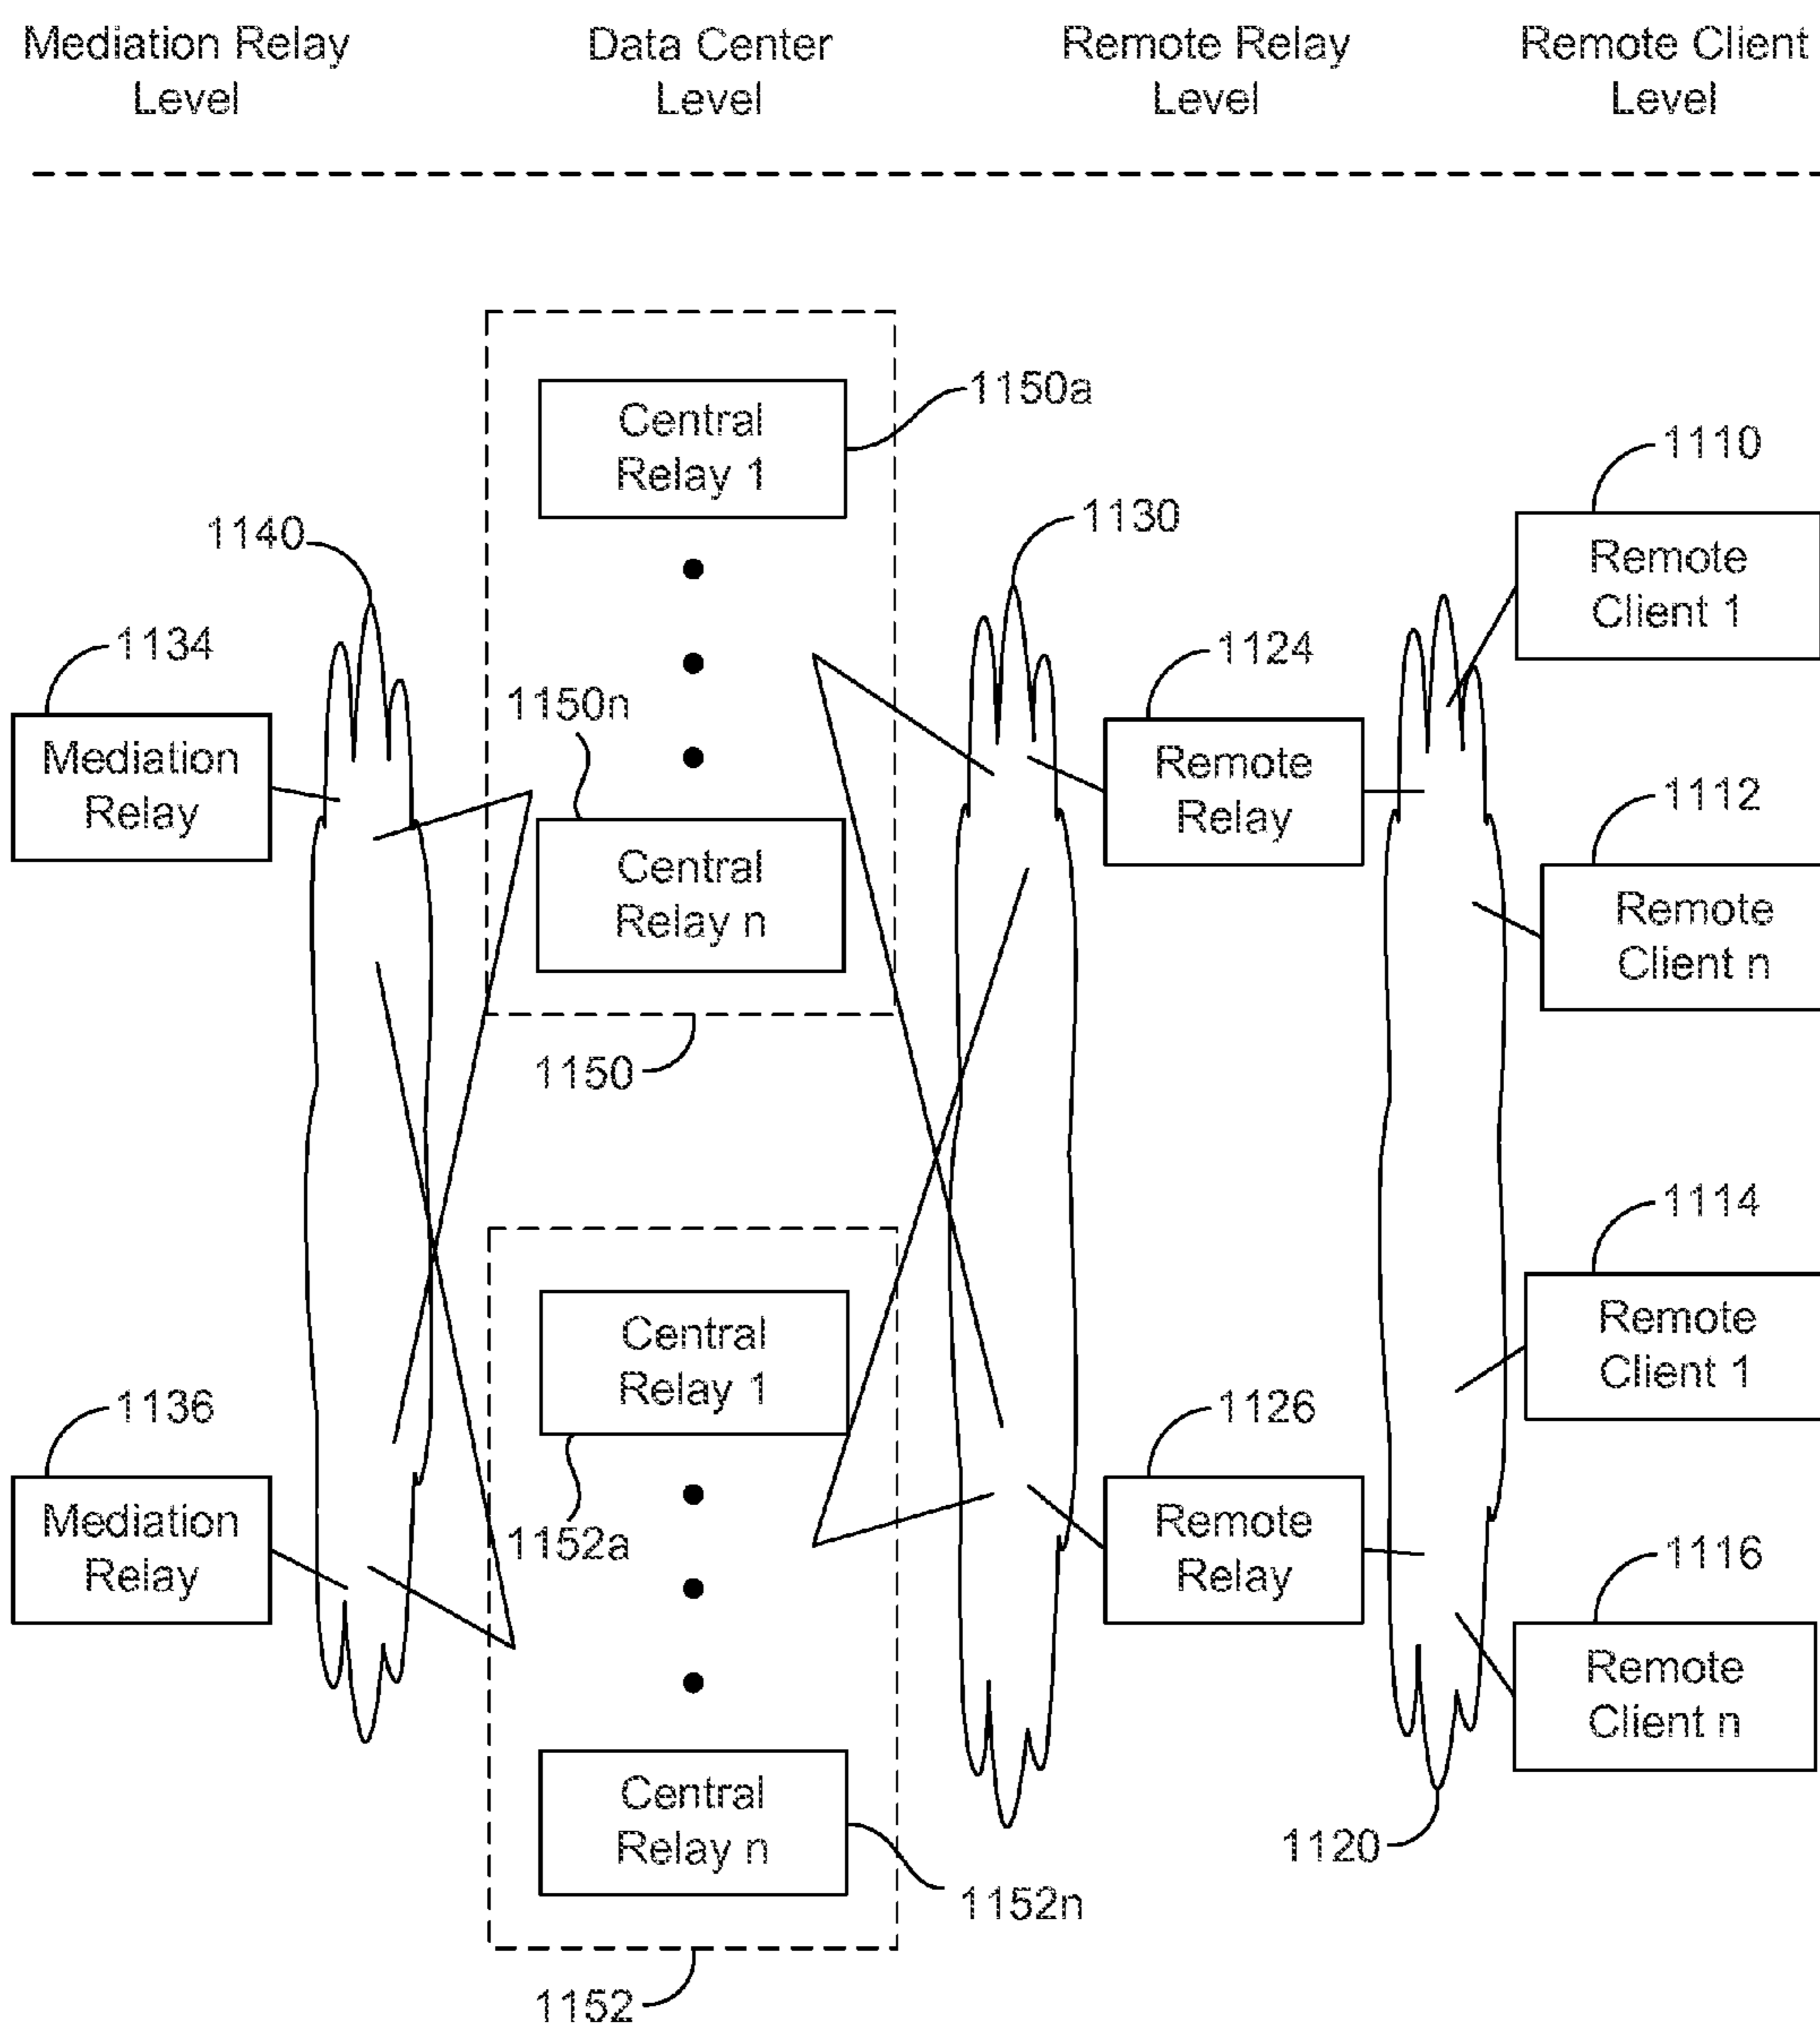 Mediation Relay
Level
Data Center
Level
Remote Relay
Level
Remote Client
Level
1150a
Central
Relay 1
1110
1140
1130
Remote
Client 1
1134
1124
1150n
Mediation
Relay
Remote
Relay
1112
Central
Relay n
Remote
Client n
1150
1114
Central
Relay 1
Remote
Client 1
1136
1126
Mediation
Relay
1152a
Remote
Relay
1116
Remote
Client n
Central
Relay n
1120
1152n
1152